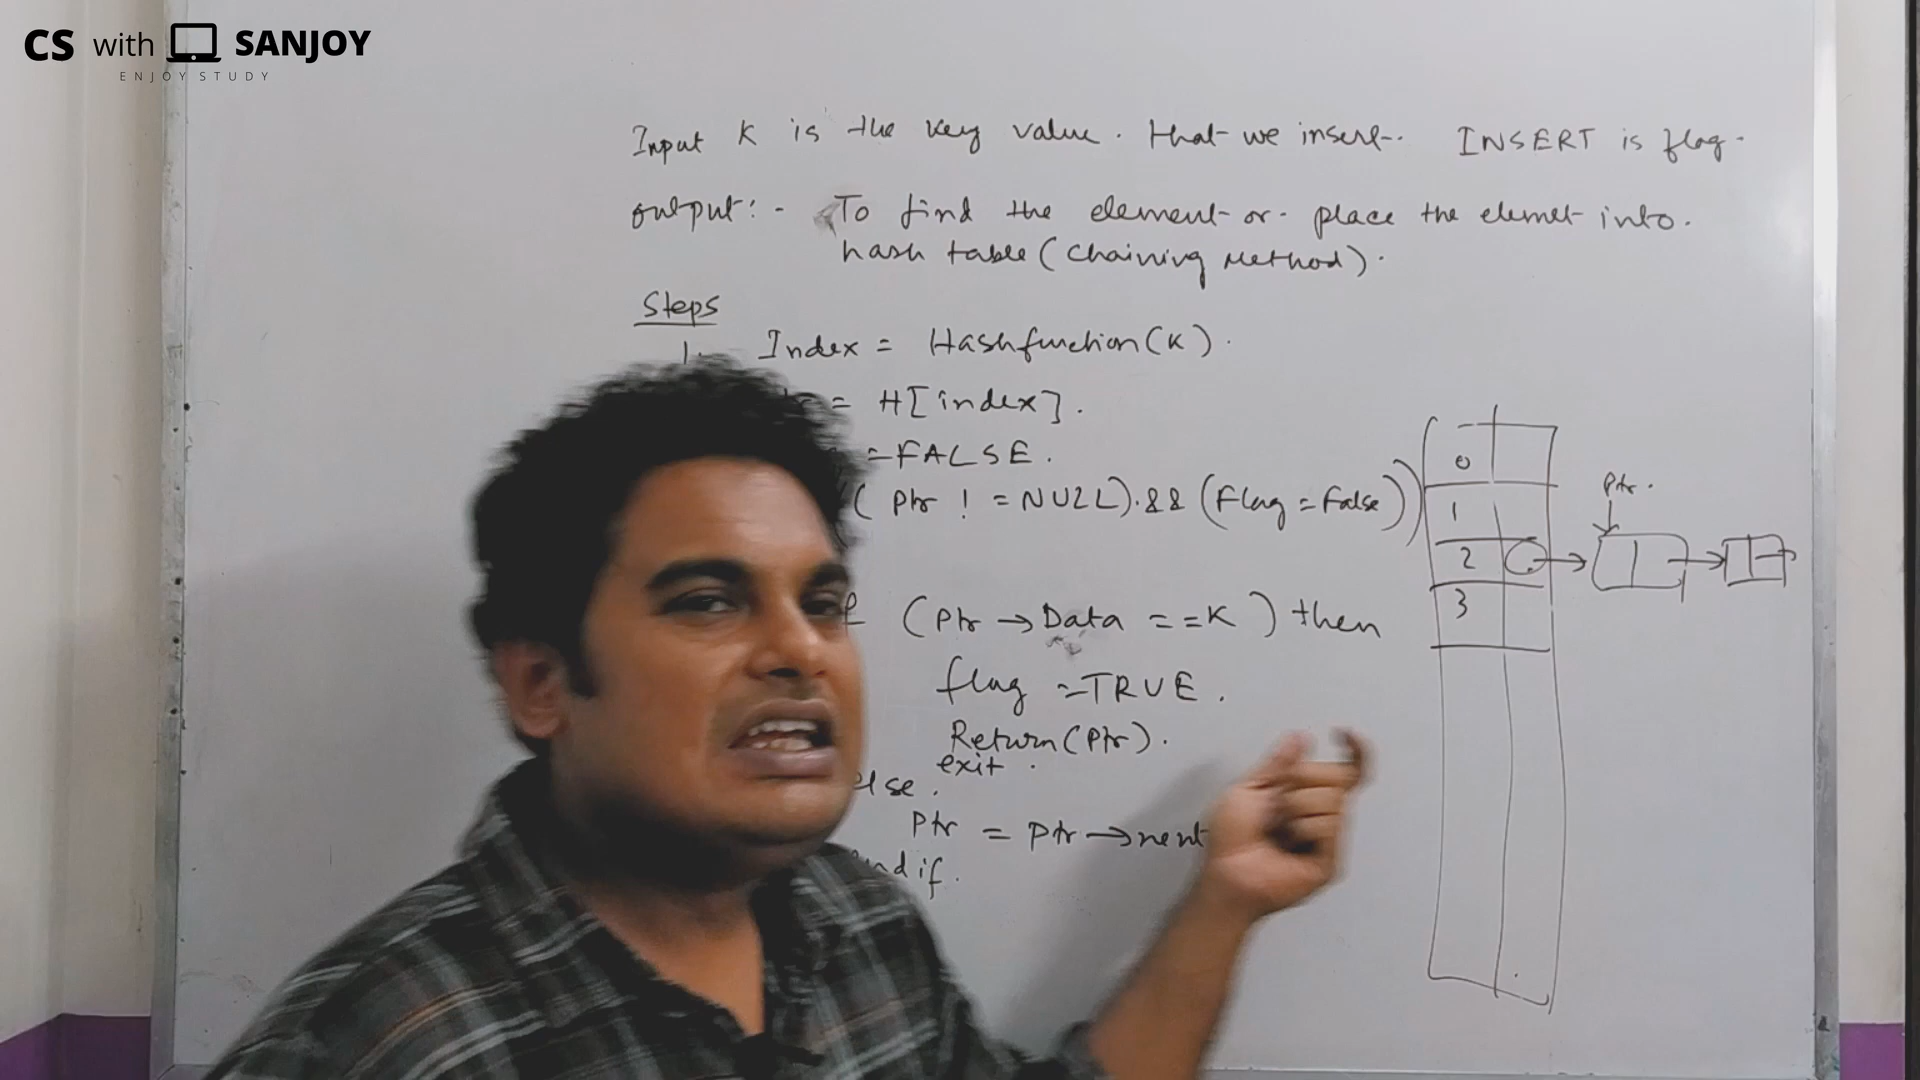 CS with SANJOY
ENJOY STUDY
Input K is the key value. that we insert. INSERT is flag.
output:- To find the element or place the elemet into.
hash table (Chaining Method).
Steps
1. Index = Hashfunction(K).
= H[index].
=FALSE.
(Ptr != NULL).&& (Flag = False))
(Ptr → Data ==K) then
flag =TRUE.
Return(Ptr).
exit.
else.
Ptr = Ptr → next
end if.
0
1
2
3
Ptr.